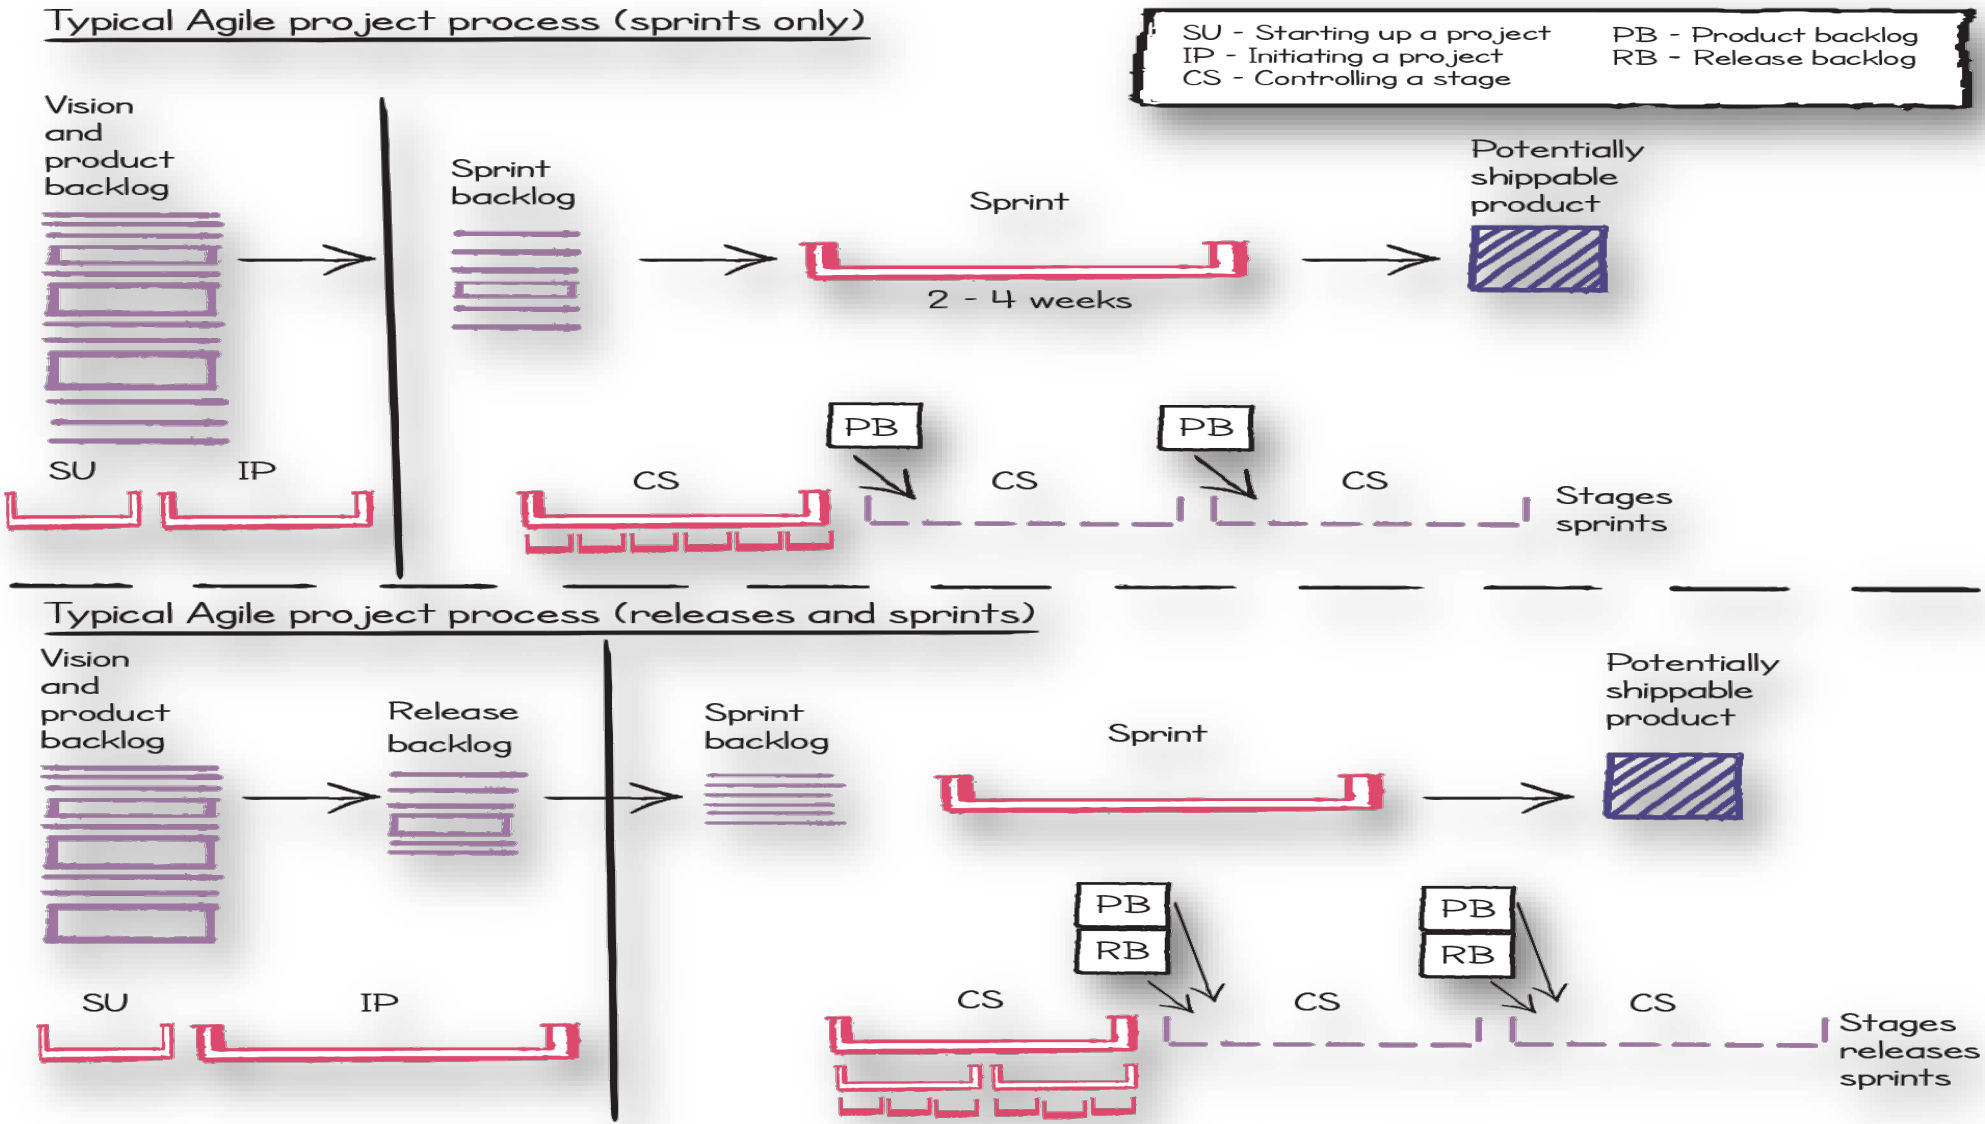 Typical Agile project process (sprints only)
SU - Starting up a project
IP - Initiating a project
CS - Controlling a stage
PB - Product backlog
RB - Release backlog
Vision
and
product
backlog
Sprint
backlog
Sprint
2 - 4 weeks
Potentially
shippable
product
SU
IP
CS
PB
CS
PB
CS
Stages
sprints
Typical Agile project process (releases and sprints)
Vision
and
product
backlog
Release
backlog
Sprint
backlog
Sprint
Potentially
shippable
product
SU
IP
CS
PB
RB
CS
PB
RB
CS
Stages
releases
sprints